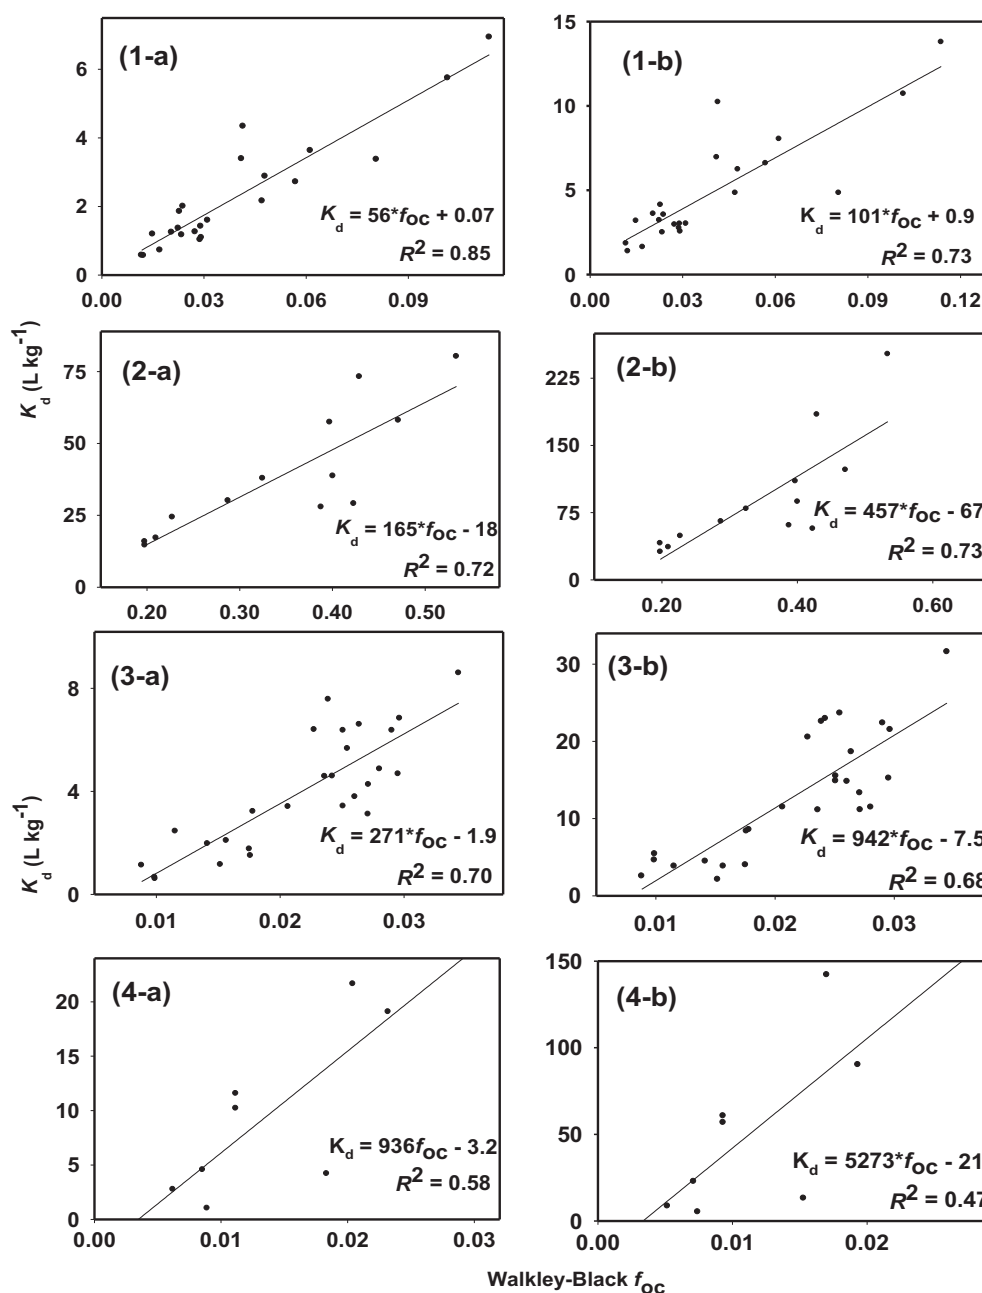 (1-a)
6
4
2
0
K_d = 56*f_OC + 0.07
R² = 0.85
0.00 0.03 0.06 0.09
(1-b)
15
10
5
0
K_d = 101*f_OC + 0.9
R² = 0.73
0.00 0.03 0.06 0.09 0.12
K_d (L kg⁻¹)
(2-a)
75
50
25
0
K_d = 165*f_OC - 18
R² = 0.72
0.20 0.30 0.40 0.50
(2-b)
225
150
75
0
K_d = 457*f_OC - 67
R² = 0.73
0.20 0.40 0.60
K_d (L kg⁻¹)
(3-a)
8
4
0
K_d = 271*f_OC - 1.9
R² = 0.70
0.01 0.02 0.03
(3-b)
30
20
10
0
K_d = 942*f_OC - 7.5
R² = 0.68
0.01 0.02 0.03
(4-a)
20
15
10
5
0
K_d = 936f_OC - 3.2
R² = 0.58
0.00 0.01 0.02 0.03
(4-b)
150
100
50
0
K_d = 5273*f_OC - 21
R² = 0.47
0.00 0.01 0.02
Walkley-Black f_OC